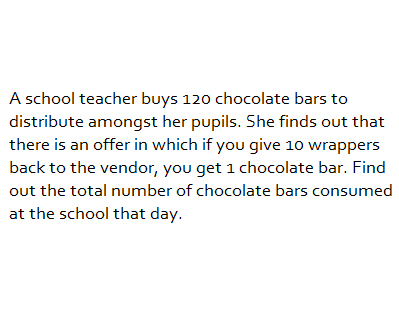 A school teacher buys 120 chocolate bars to
distribute amongst her pupils. She finds out that
there is an offer in which if you give 10 wrappers
back to the vendor, you get 1 chocolate bar. Find
out the total number of chocolate bars consumed
at the school that day.